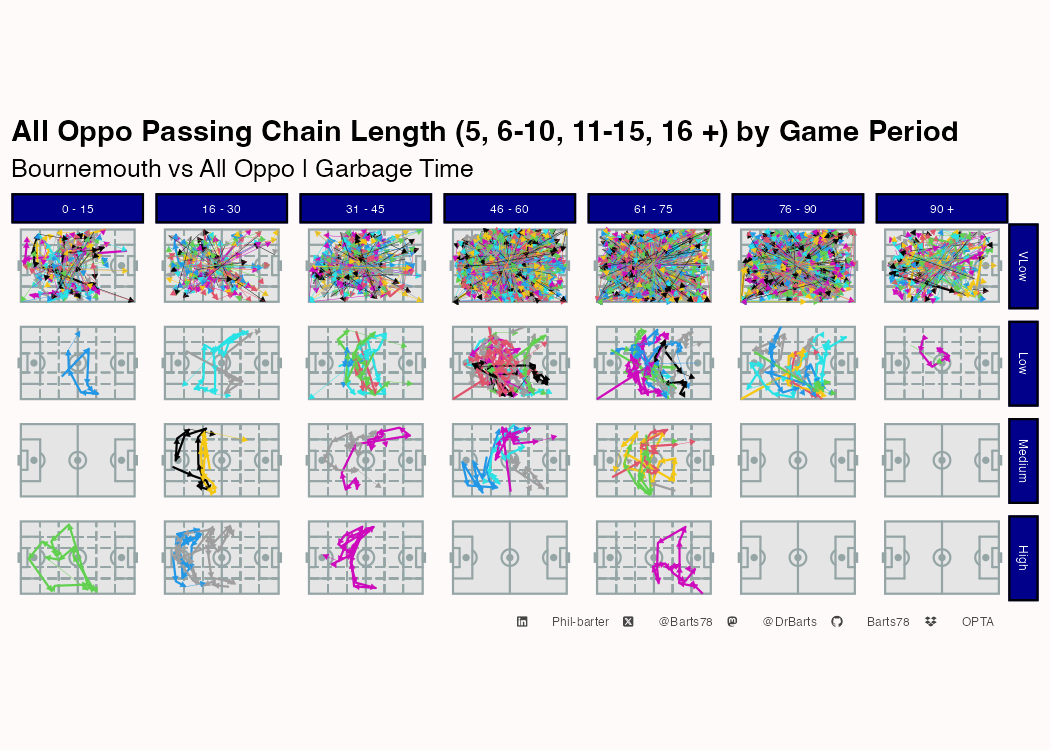 All Oppo Passing Chain Length (5, 6-10, 11-15, 16 +) by Game Period
Bournemouth vs All Oppo | Garbage Time
0 - 15 16 - 30 31 - 45 46 - 60 61 - 75 76 - 90 90 +
VLow
Low
Medium
High
Phil-barter @Barts78 @DrBarts Barts78 OPTA